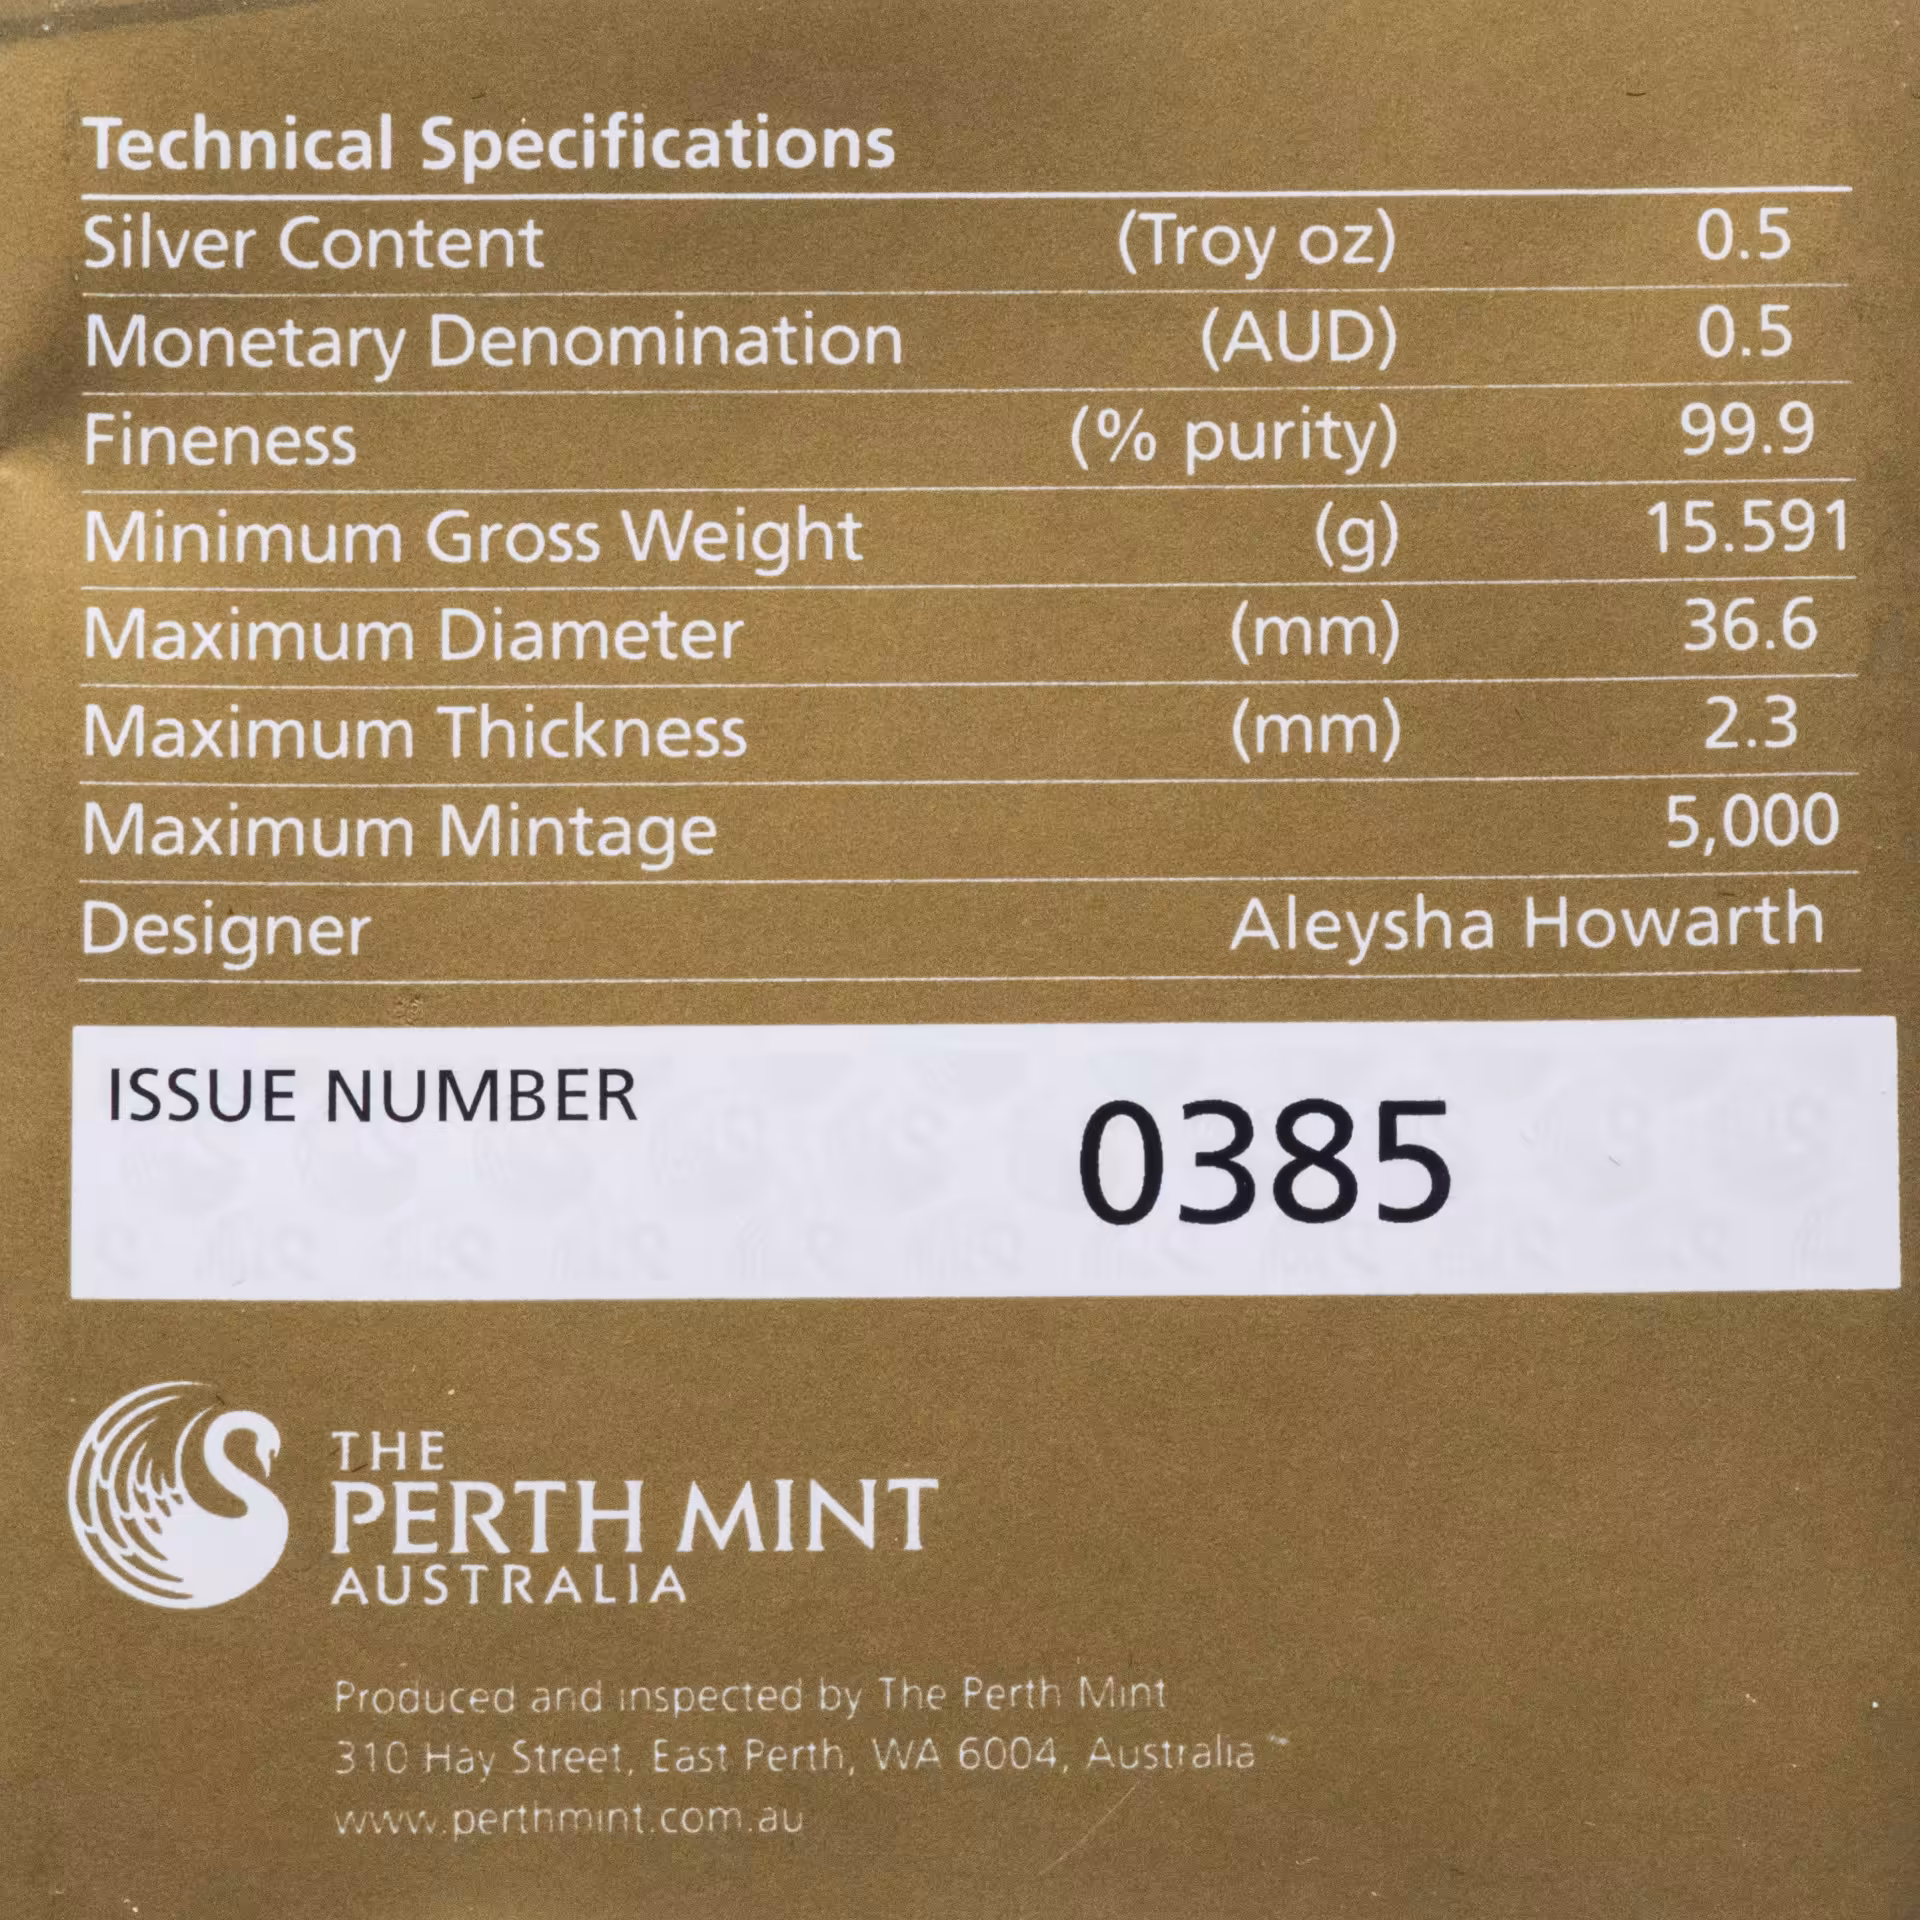 Technical Specifications
Silver Content (Troy oz) 0.5
Monetary Denomination (AUD) 0.5
Fineness (% purity) 99.9
Minimum Gross Weight (g) 15.591
Maximum Diameter (mm) 36.6
Maximum Thickness (mm) 2.3
Maximum Mintage 5,000
Designer Aleysha Howarth
ISSUE NUMBER 0385
THE
PERTH MINT
AUSTRALIA
Produced and inspected by The Perth Mint
310 Hay Street, East Perth, WA 6004, Australia
www.perthmint.com.au